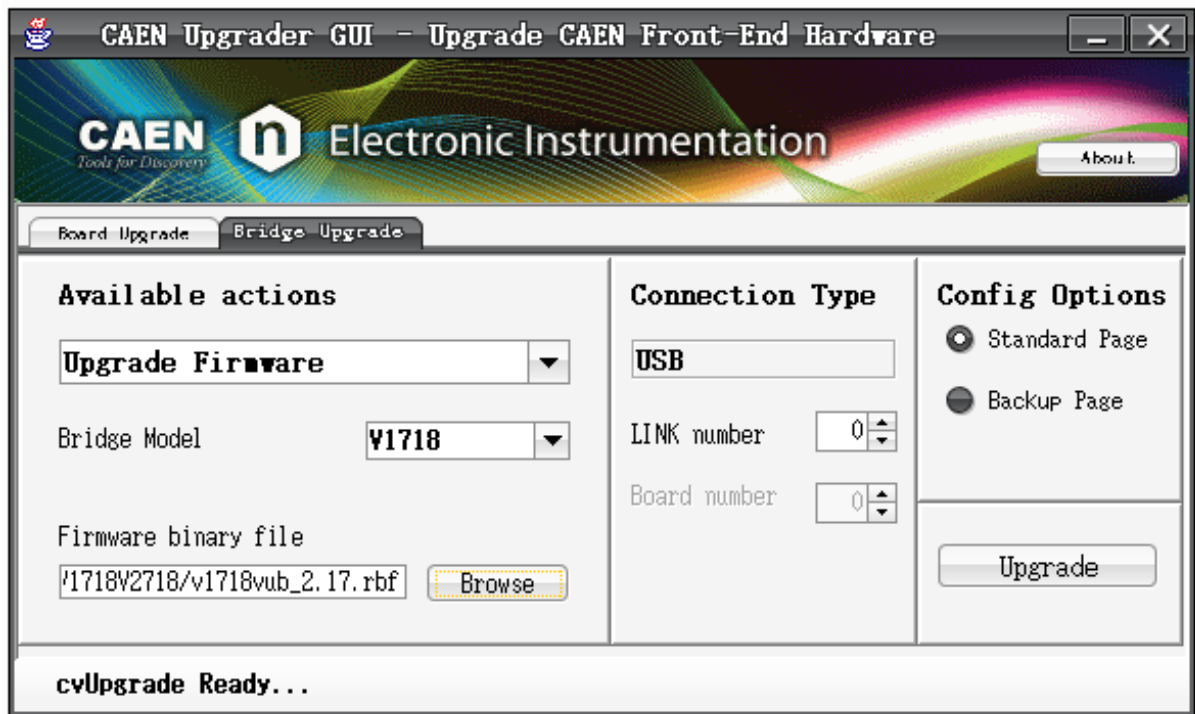 CAEN Upgrader GUI - Upgrade CAEN Front-End Hardware
CAEN n Electronic Instrumentation
Tools for Discovery
About
Board Upgrade
Bridge Upgrade
Available actions
Upgrade Firmware
Bridge Model
V1718
Firmware binary file
/1718V2718/v1718vub_2.17.rbf
Browse
Connection Type
USB
LINK number
0
Board number
0
Config Options
Standard Page
Backup Page
Upgrade
cvUpgrade Ready...